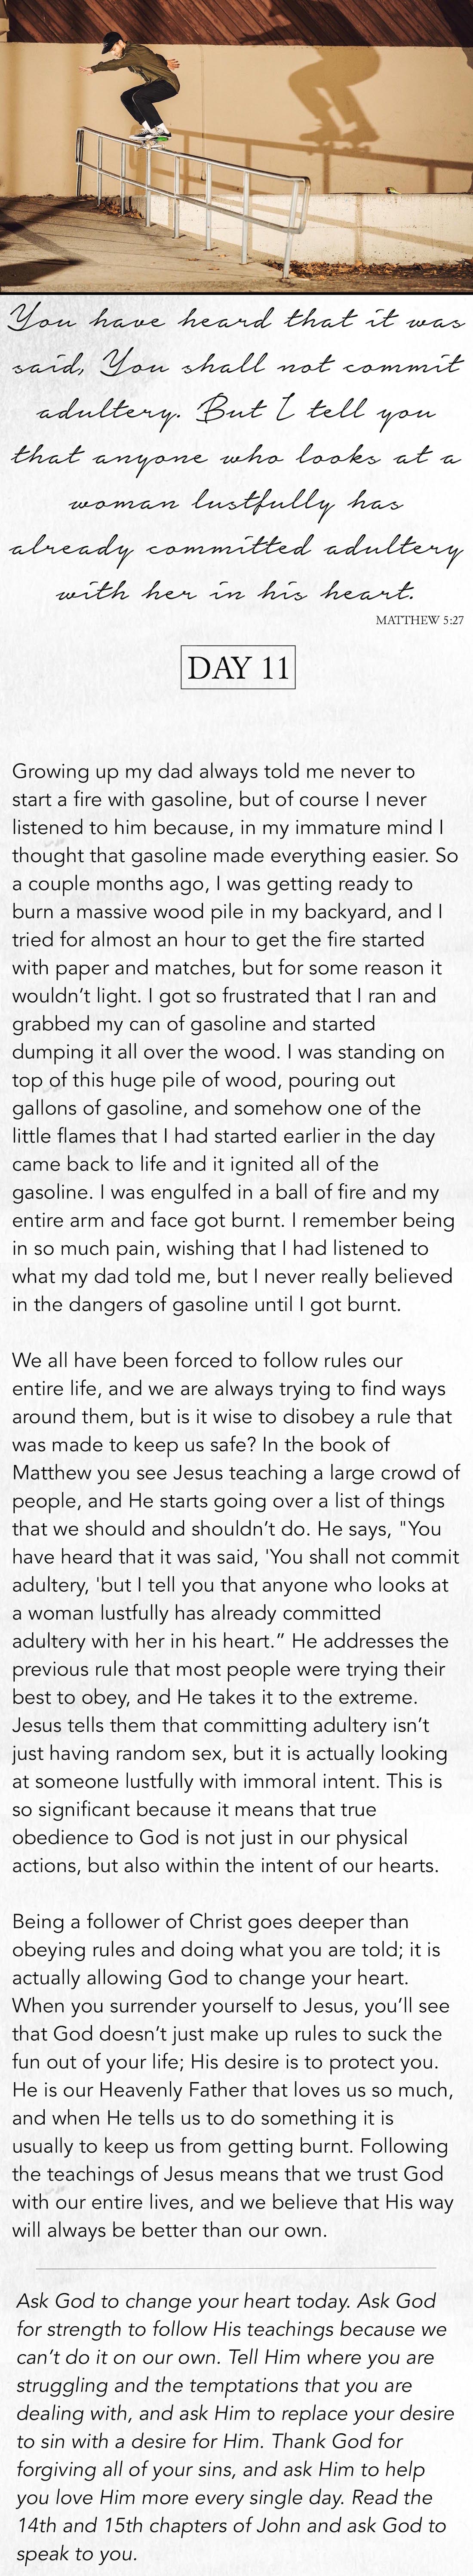 You have heard that it was
said, You shall not commit
adultery. But I tell you
that anyone who looks at a
woman lustfully has
already committed adultery
with her in his heart.
MATTHEW 5:27
DAY 11
Growing up my dad always told me never to
start a fire with gasoline, but of course I never
listened to him because, in my immature mind I
thought that gasoline made everything easier. So
a couple months ago, I was getting ready to
burn a massive wood pile in my backyard, and I
tried for almost an hour to get the fire started
with paper and matches, but for some reason it
wouldn’t light. I got so frustrated that I ran and
grabbed my can of gasoline and started
dumping it all over the wood. I was standing on
top of this huge pile of wood, pouring out
gallons of gasoline, and somehow one of the
little flames that I had started earlier in the day
came back to life and it ignited all of the
gasoline. I was engulfed in a ball of fire and my
entire arm and face got burnt. I remember being
in so much pain, wishing that I had listened to
what my dad told me, but I never really believed
in the dangers of gasoline until I got burnt.
We all have been forced to follow rules our
entire life, and we are always trying to find ways
around them, but is it wise to disobey a rule that
was made to keep us safe? In the book of
Matthew you see Jesus teaching a large crowd of
people, and He starts going over a list of things
that we should and shouldn’t do. He says, "You
have heard that it was said, 'You shall not commit
adultery, 'but I tell you that anyone who looks at
a woman lustfully has already committed
adultery with her in his heart.” He addresses the
previous rule that most people were trying their
best to obey, and He takes it to the extreme.
Jesus tells them that committing adultery isn’t
just having random sex, but it is actually looking
at someone lustfully with immoral intent. This is
so significant because it means that true
obedience to God is not just in our physical
actions, but also within the intent of our hearts.
Being a follower of Christ goes deeper than
obeying rules and doing what you are told; it is
actually allowing God to change your heart.
When you surrender yourself to Jesus, you’ll see
that God doesn’t just make up rules to suck the
fun out of your life; His desire is to protect you.
He is our Heavenly Father that loves us so much,
and when He tells us to do something it is
usually to keep us from getting burnt. Following
the teachings of Jesus means that we trust God
with our entire lives, and we believe that His way
will always be better than our own.
Ask God to change your heart today. Ask God
for strength to follow His teachings because we
can’t do it on our own. Tell Him where you are
struggling and the temptations that you are
dealing with, and ask Him to replace your desire
to sin with a desire for Him. Thank God for
forgiving all of your sins, and ask Him to help
you love Him more every single day. Read the
14th and 15th chapters of John and ask God to
speak to you.